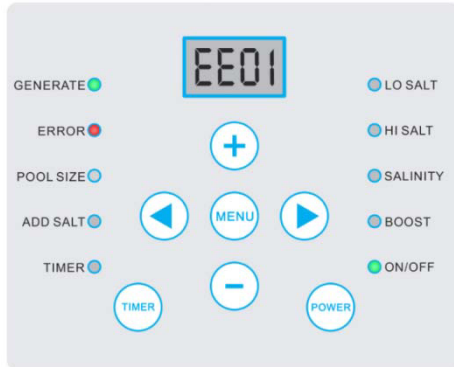 EE01
GENERATE
LO SALT
ERROR
HI SALT
POOL SIZE
SALINITY
ADD SALT
MENU
BOOST
TIMER
ON/OFF
TIMER
POWER